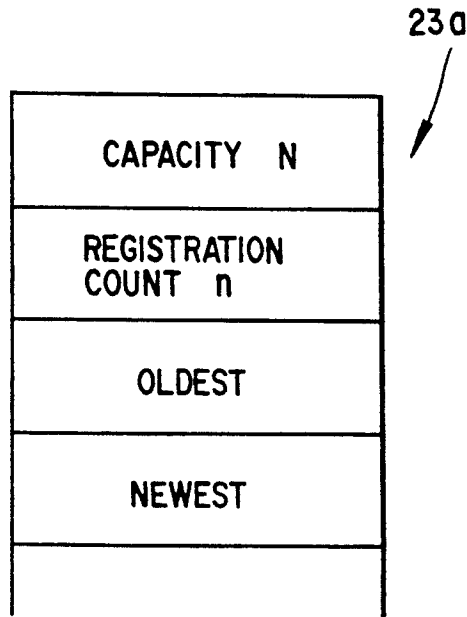 23a
CAPACITY N
REGISTRATION
COUNT n
OLDEST
NEWEST